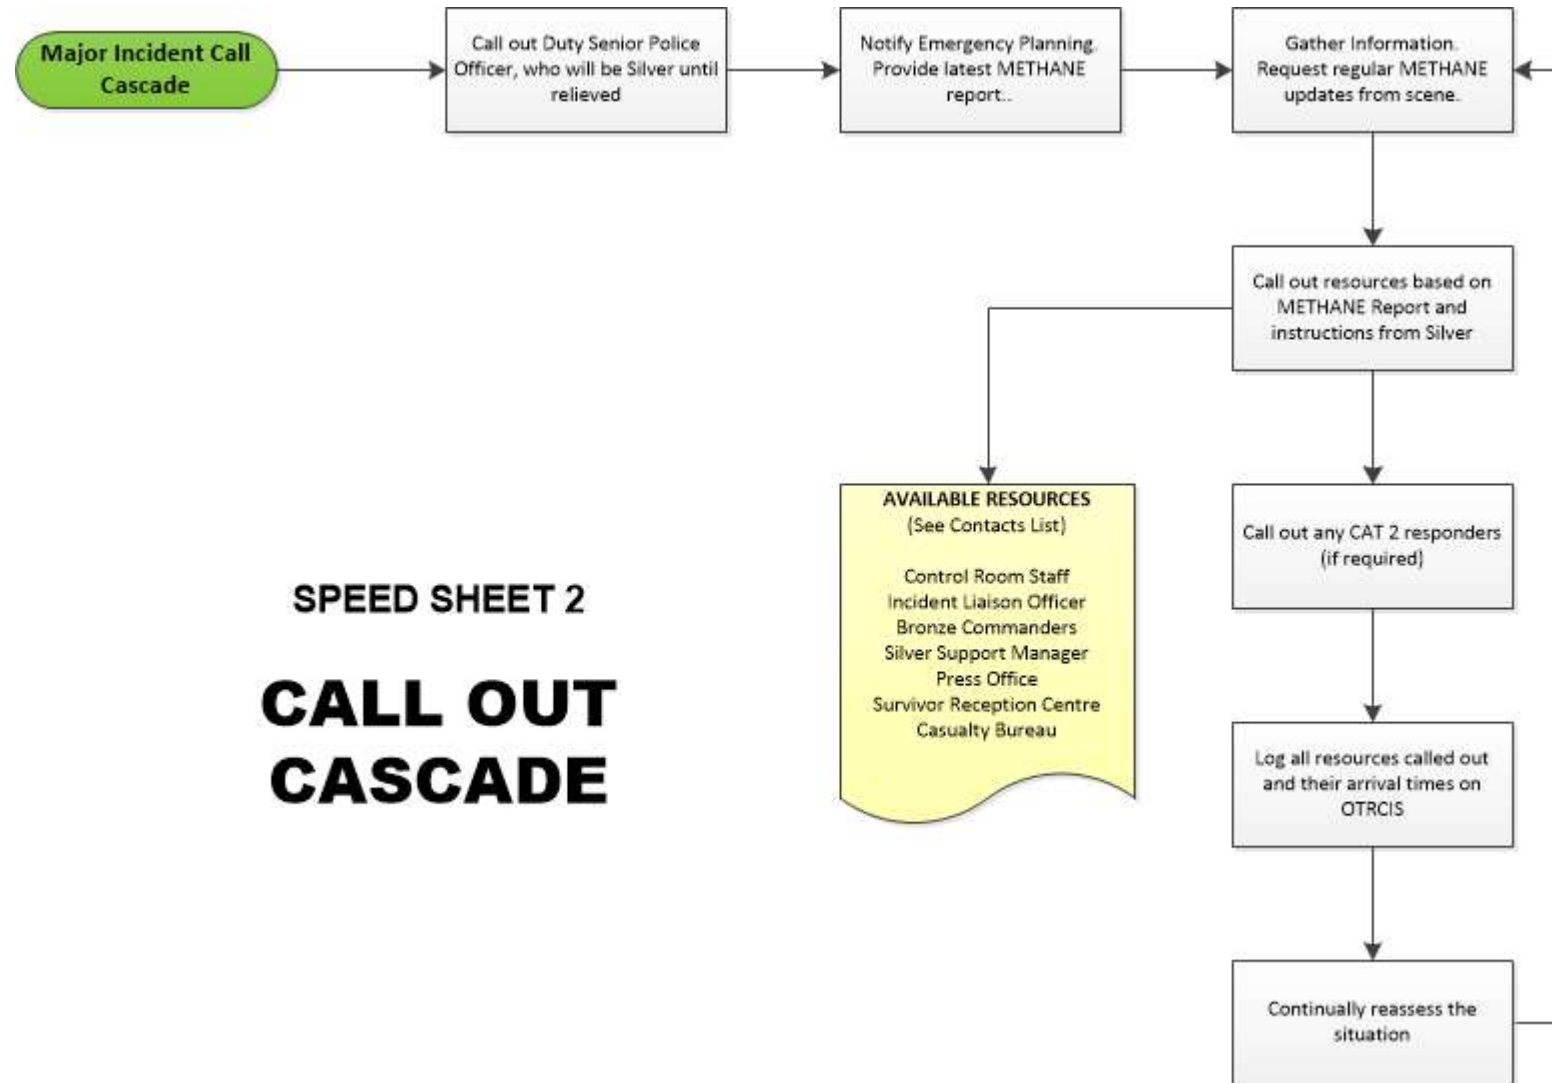 Major Incident Call
Cascade
Call out Duty Senior Police
Officer, who will be Silver until
relieved
Notify Emergency Planning.
Provide latest METHANE
report..
Gather Information.
Request regular METHANE
updates from scene.
Call out resources based on
METHANE Report and
instructions from Silver
AVAILABLE RESOURCES
(See Contacts List)
Control Room Staff
Incident Liaison Officer
Bronze Commanders
Silver Support Manager
Press Office
Survivor Reception Centre
Casualty Bureau
Call out any CAT 2 responders
(if required)
SPEED SHEET 2
CALL OUT
CASCADE
Log all resources called out
and their arrival times on
OTRCIS
Continually reassess the
situation